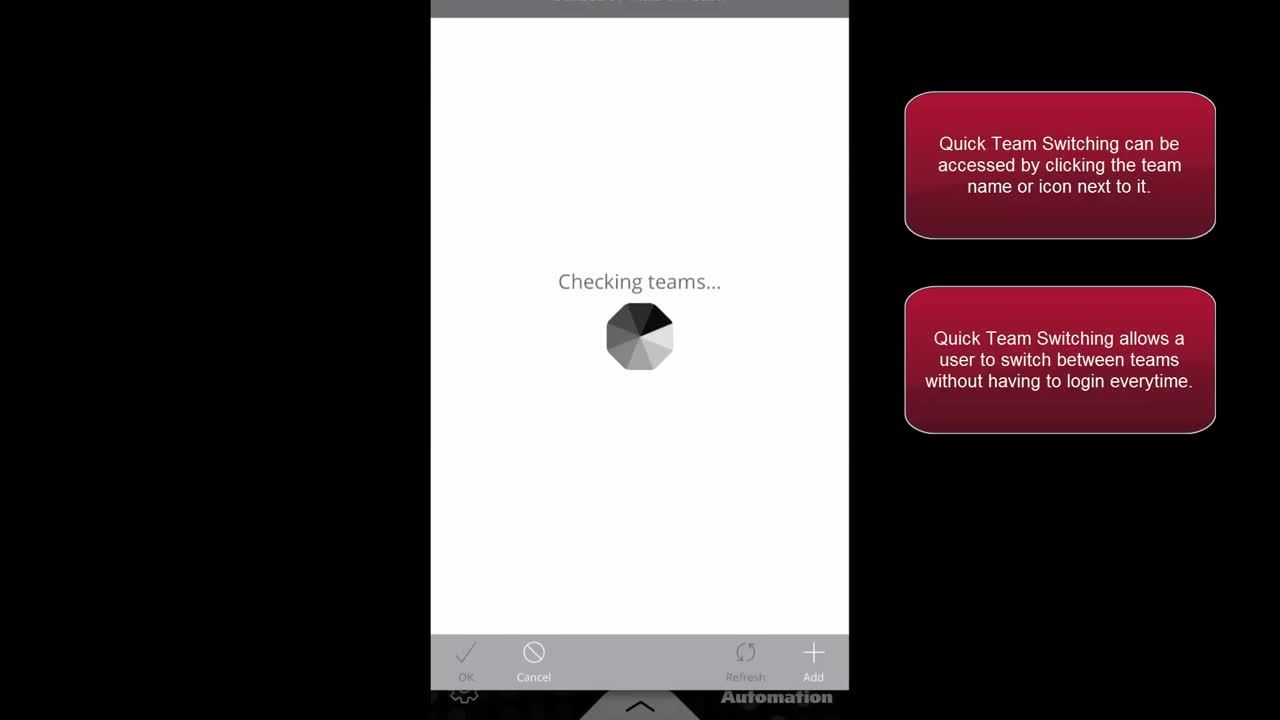 Quick Team Switching can be
accessed by clicking the team
name or icon next to it.
Checking teams...
Quick Team Switching allows a
user to switch between teams
without having to login everytime.
OK
Cancel
Refresh
Add
Automation